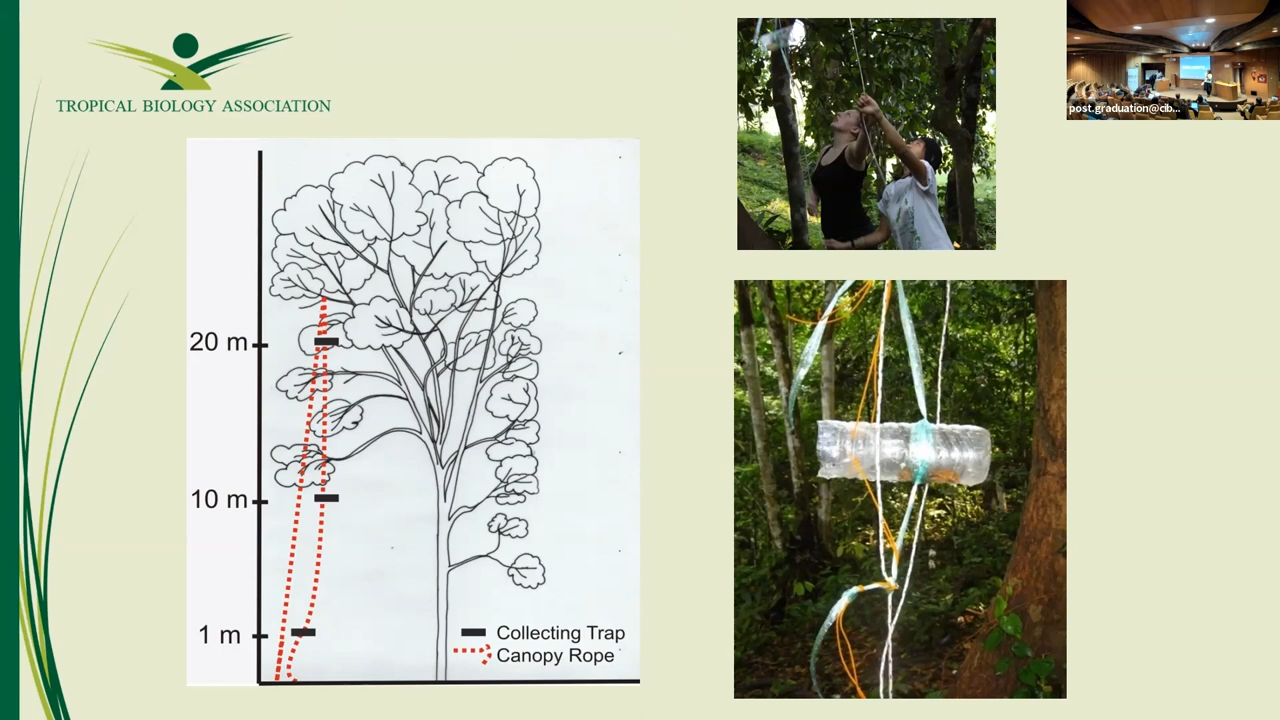 TROPICAL BIOLOGY ASSOCIATION
post.graduation@cib...
20 m
10 m
1 m
Collecting Trap
Canopy Rope